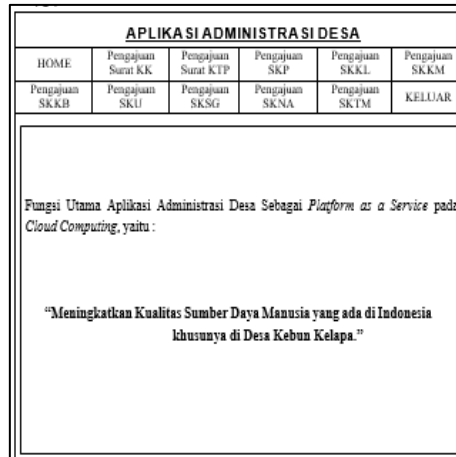 APLIKASI ADMINISTRASI DESA
HOME
Pengajuan
Surat KK
Pengajuan
Surat KTP
Pengajuan
SKP
Pengajuan
SKKL
Pengajuan
SKKM
Pengajuan
SKKB
Pengajuan
SKU
Pengajuan
SKSG
Pengajuan
SKNA
Pengajuan
SKTM
KELUAR
Fungsi Utama Aplikasi Administrasi Desa Sebagai Platform as a Service pada
Cloud Computing, yaitu :
“Meningkatkan Kualitas Sumber Daya Manusia yang ada di Indonesia
khusunya di Desa Kebun Kelapa.”